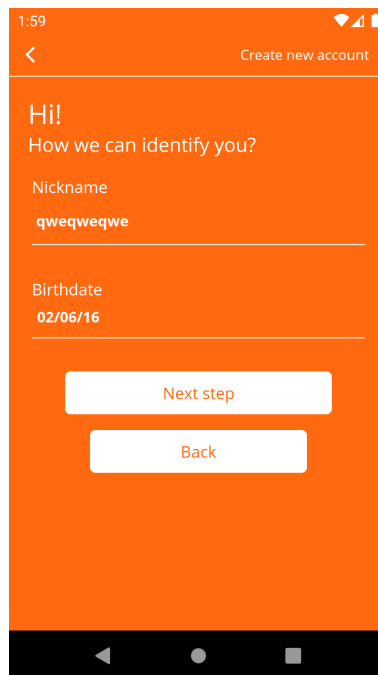 1:59
Create new account
Hi!
How we can identify you?
Nickname
qweqweqwe
Birthdate
02/06/16
Next step
Back